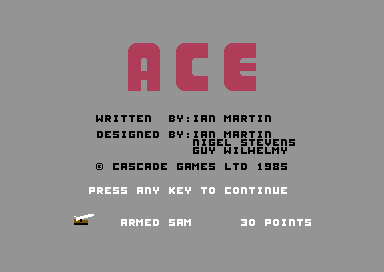 ACE
WRITTEN BY:IAN MARTIN
DESIGNED BY:IAN MARTIN
NIGEL STEVENS
GUY WILHELMY
© CASCADE GAMES LTD 1985
PRESS ANY KEY TO CONTINUE
ARMED SAM 30 POINTS